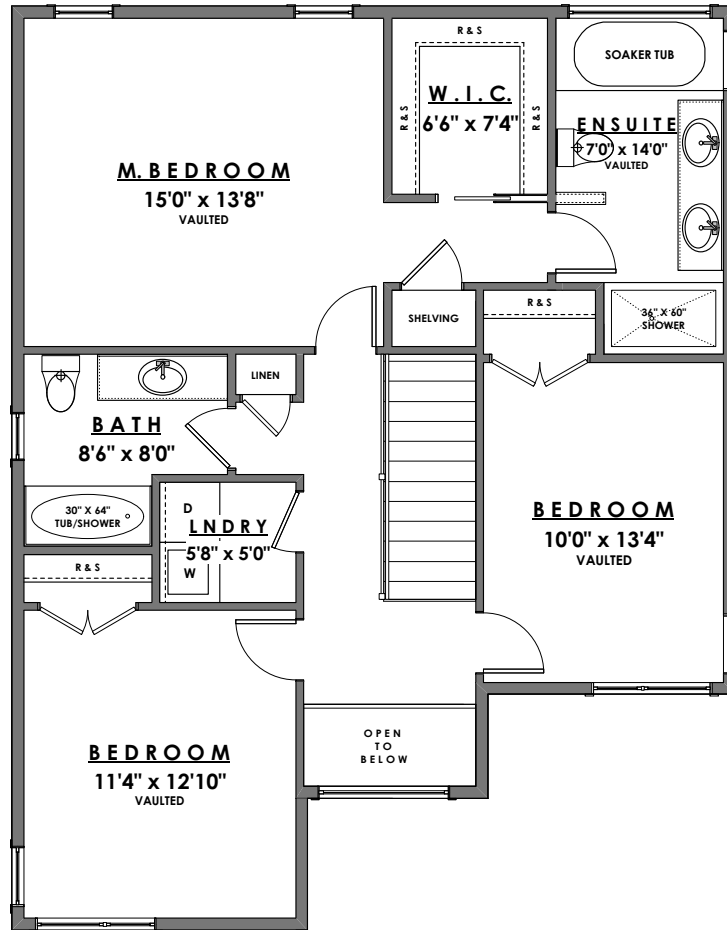 R & S
SOAKER TUB
W.I.C.
6'6" x 7'4"
R & S
R & S
ENSUITE
7'0" x 14'0"
VAULTED
M. BEDROOM
15'0" x 13'8"
VAULTED
SHELVING
R & S
36" X 60"
SHOWER
LINEN
BATH
8'6" x 8'0"
30" X 64"
TUB/SHOWER
D
LNDRY
5'8" x 5'0"
W
BEDROOM
10'0" x 13'4"
VAULTED
R & S
OPEN
TO
BELOW
BEDROOM
11'4" x 12'10"
VAULTED